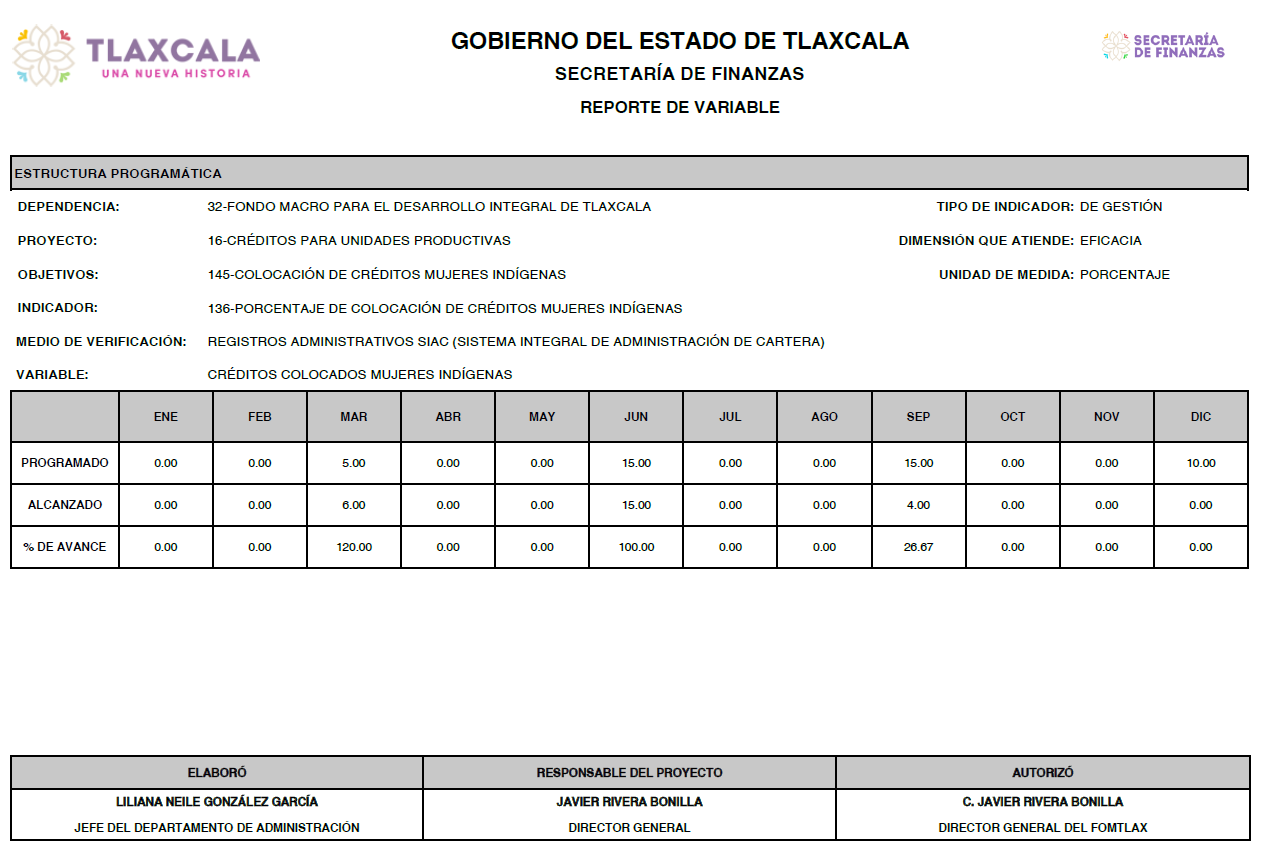 TLAXCALA
UNA NUEVA HISTORIA
GOBIERNO DEL ESTADO DE TLAXCALA
SECRETARÍA DE FINANZAS
REPORTE DE VARIABLE
SECRETARÍA
DE FINANZAS
ESTRUCTURA PROGRAMÁTICA
DEPENDENCIA: 32-FONDO MACRO PARA EL DESARROLLO INTEGRAL DE TLAXCALA TIPO DE INDICADOR: DE GESTIÓN
PROYECTO: 16-CRÉDITOS PARA UNIDADES PRODUCTIVAS DIMENSIÓN QUE ATIENDE: EFICACIA
OBJETIVOS: 145-COLOCACIÓN DE CRÉDITOS MUJERES INDÍGENAS UNIDAD DE MEDIDA: PORCENTAJE
INDICADOR: 136-PORCENTAJE DE COLOCACIÓN DE CRÉDITOS MUJERES INDÍGENAS
MEDIO DE VERIFICACIÓN: REGISTROS ADMINISTRATIVOS SIAC (SISTEMA INTEGRAL DE ADMINISTRACIÓN DE CARTERA)
VARIABLE: CRÉDITOS COLOCADOS MUJERES INDÍGENAS
ENE FEB MAR ABR MAY JUN JUL AGO SEP OCT NOV DIC
PROGRAMADO 0.00 0.00 5.00 0.00 0.00 15.00 0.00 0.00 15.00 0.00 0.00 10.00
ALCANZADO 0.00 0.00 6.00 0.00 0.00 15.00 0.00 0.00 4.00 0.00 0.00 0.00
% DE AVANCE 0.00 0.00 120.00 0.00 0.00 100.00 0.00 0.00 26.67 0.00 0.00 0.00
ELABORÓ RESPONSABLE DEL PROYECTO AUTORIZÓ
LILIANA NEILE GONZÁLEZ GARCÍA JAVIER RIVERA BONILLA C. JAVIER RIVERA BONILLA
JEFE DEL DEPARTAMENTO DE ADMINISTRACIÓN DIRECTOR GENERAL DIRECTOR GENERAL DEL FOMTLAX